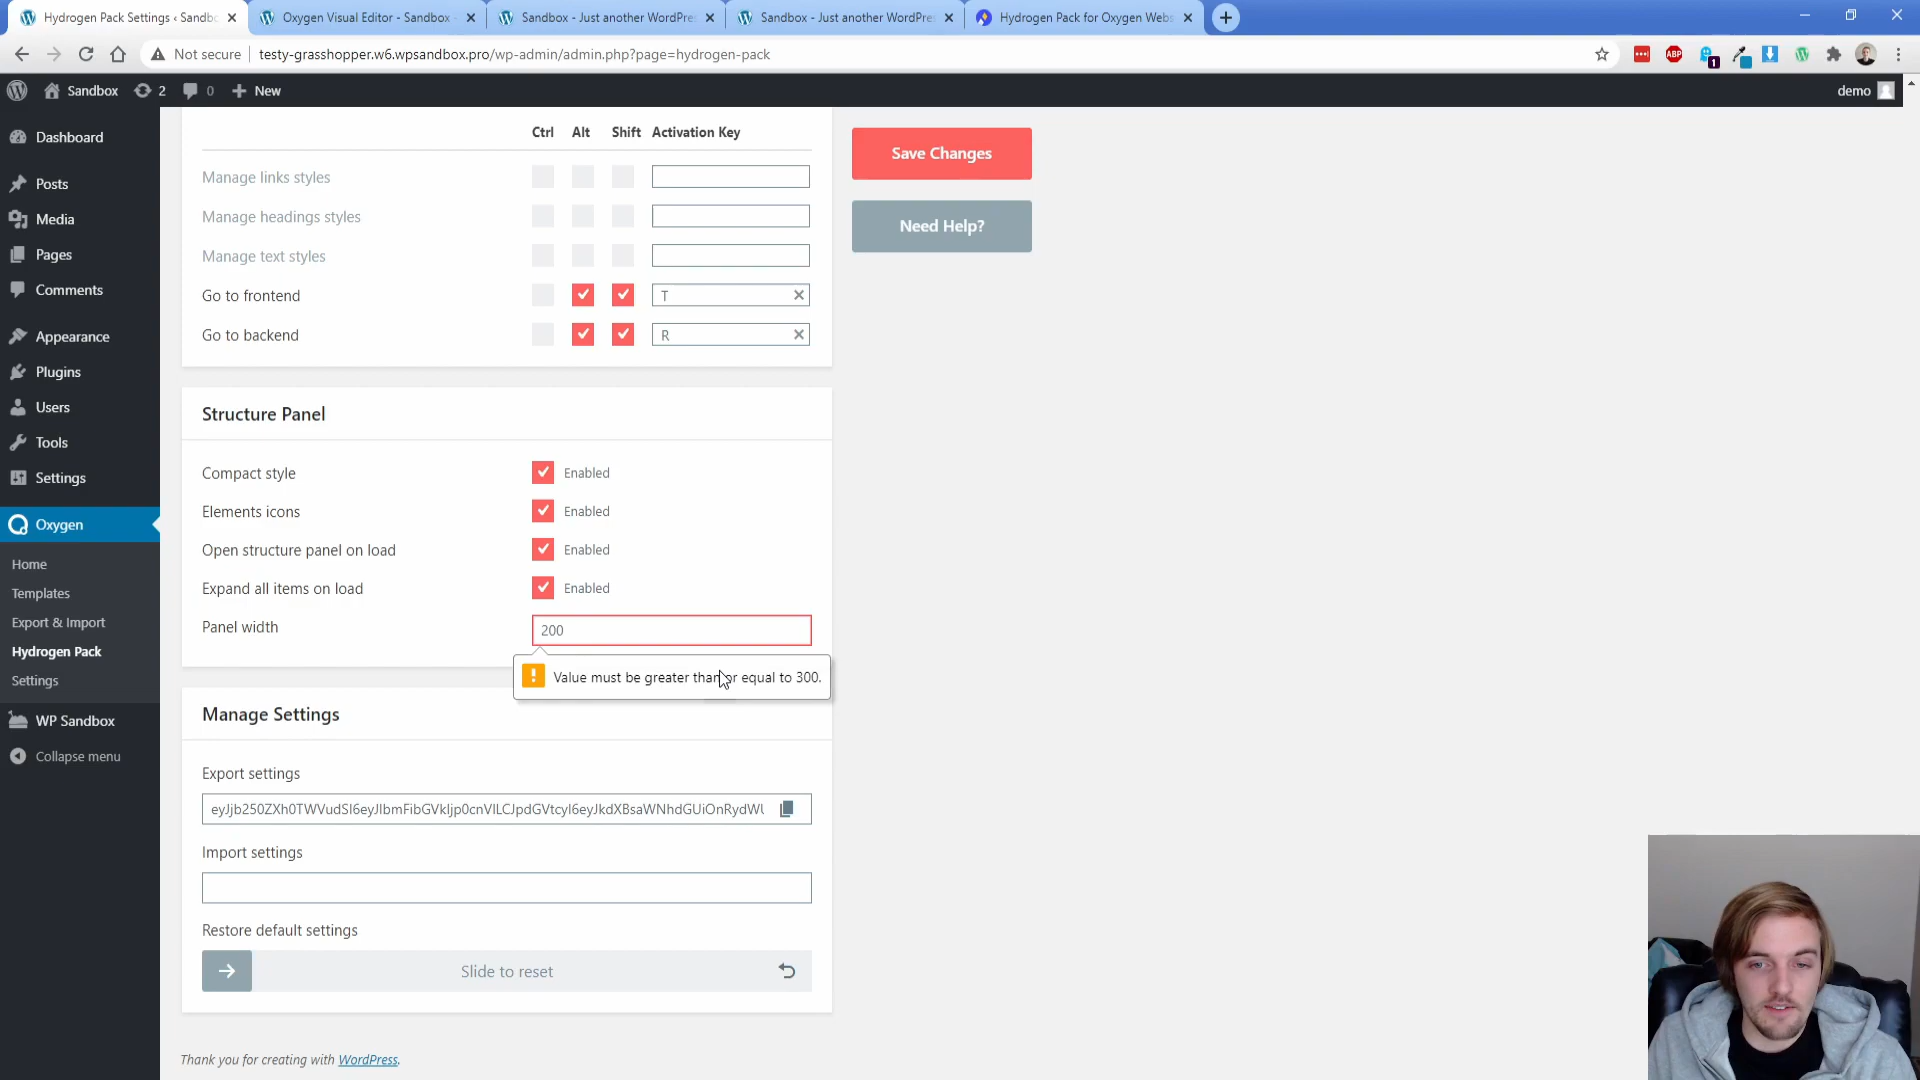 Hydrogen Pack Settings ‹ Sandbo
Oxygen Visual Editor - Sandbox -
Sandbox - Just another WordPre
Sandbox - Just another WordPre
Hydrogen Pack for Oxygen Webs
Not secure
testy-grasshopper.w6.wpsandbox.pro/wp-admin/admin.php?page=hydrogen-pack
ABP
1
Sandbox
2
0
New
demo
Dashboard
Posts
Media
Pages
Comments
Appearance
Plugins
Users
Tools
Settings
Oxygen
Home
Templates
Export & Import
Hydrogen Pack
Settings
WP Sandbox
Collapse menu
Ctrl Alt Shift Activation Key
Manage links styles
Manage headings styles
Manage text styles
Go to frontend T
Go to backend R
Save Changes
Need Help?
Structure Panel
Compact style Enabled
Elements icons Enabled
Open structure panel on load Enabled
Expand all items on load Enabled
Panel width 200
Value must be greater than or equal to 300.
Manage Settings
Export settings
Import settings
Restore default settings
Slide to reset
Thank you for creating with WordPress.